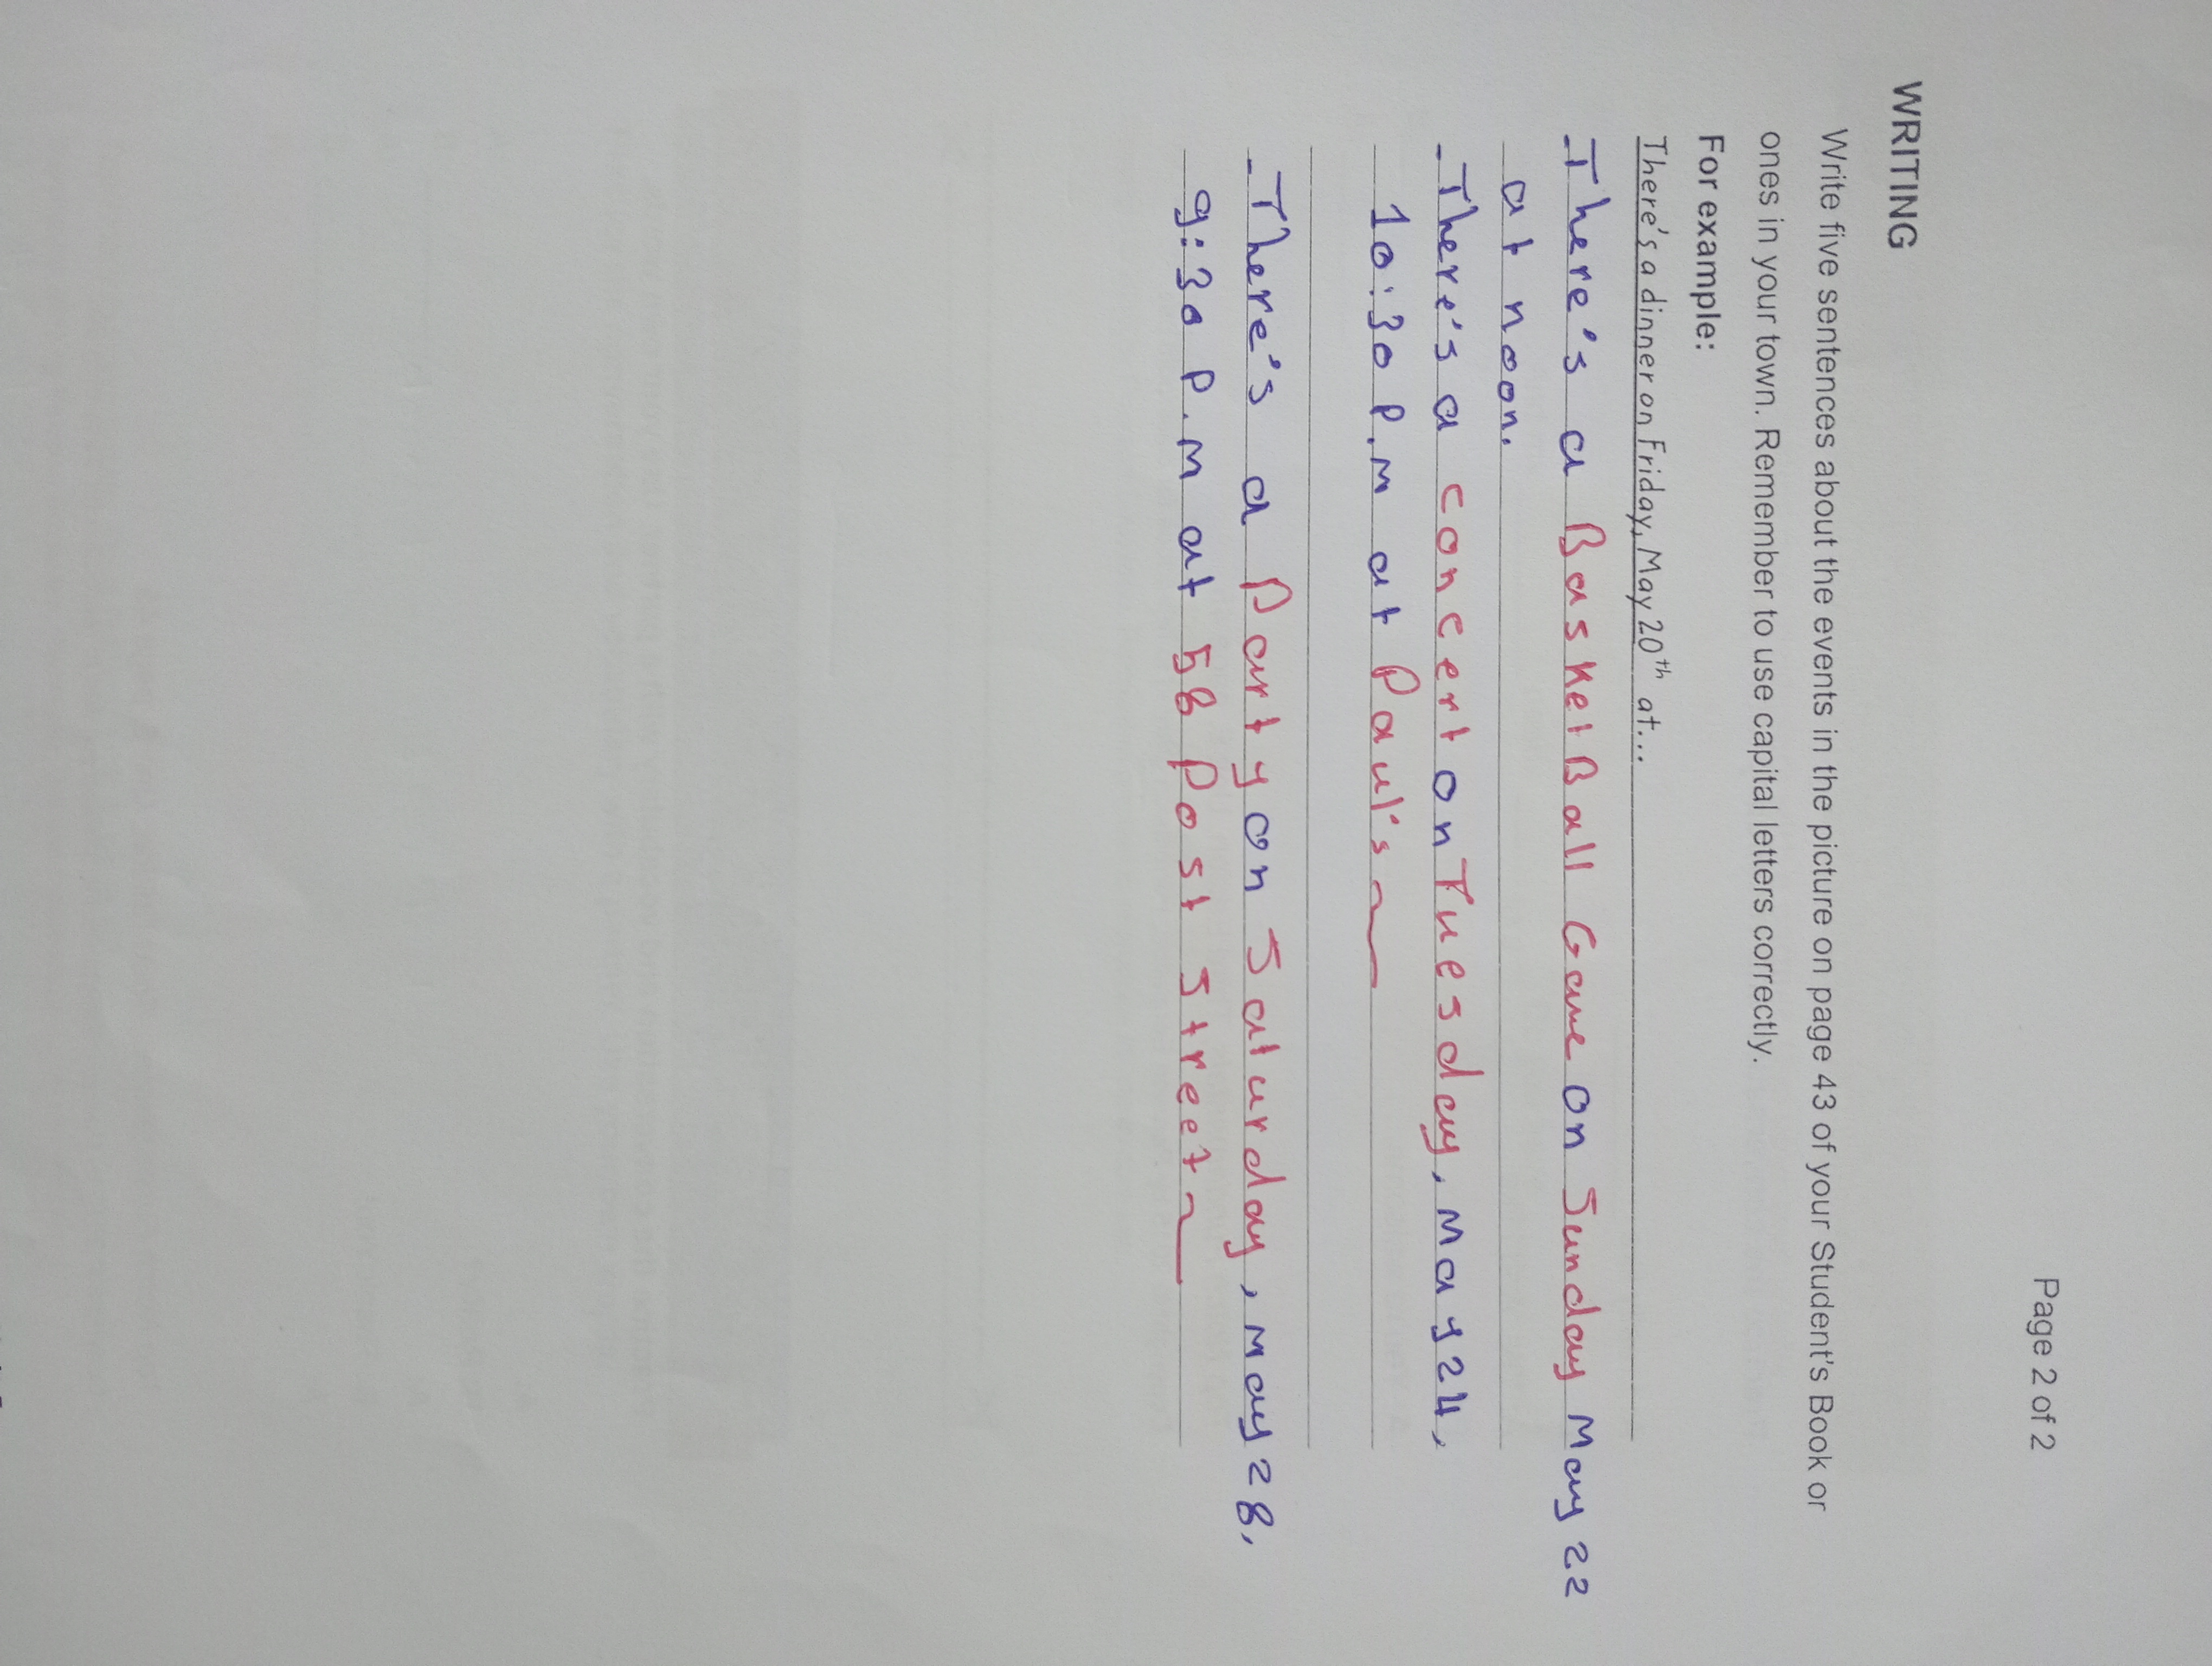 Page 2 of 2
WRITING
Write five sentences about the events in the picture on page 43 of your Student's Book or
ones in your town. Remember to use capital letters correctly.
For example:
There's a dinner on Friday, May 20th at...
- There's a BasketBall Game on Sunday May 22
at noon.
- There's a concert on Tuesday, May 24,
10:30 P.M at Paul's
- There's a Party on Saturday, May 28,
9:30 P.M at 58 Post Street